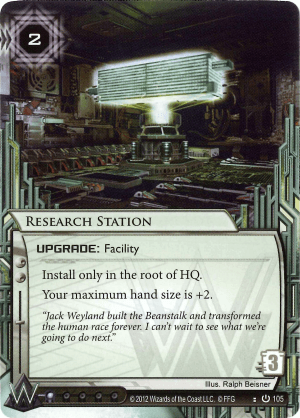 2
RESEARCH STATION
UPGRADE: Facility
Install only in the root of HQ.
Your maximum hand size is +2.
"Jack Weyland built the Beanstalk and transformed
the human race forever. I can't wait to see what we're
going to do next."
3
Illus. Ralph Beisner
© 2012 Wizards of the Coast LLC. © FFG
105